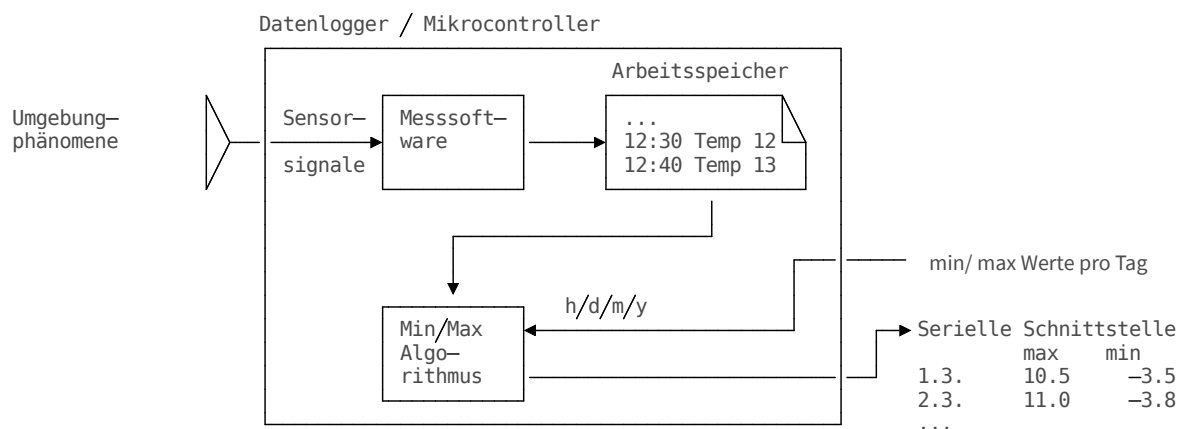 Datenlogger / Mikrocontroller
Arbeitsspeicher
Umgebung–
phänomene
Sensor–
signale
Messsoft–
ware
...
12:30 Temp 12
12:40 Temp 13
min/ max Werte pro Tag
h/d/m/y
Min/Max
Algo–
rithmus
Serielle Schnittstelle
max min
1.3. 10.5 –3.5
2.3. 11.0 –3.8
...